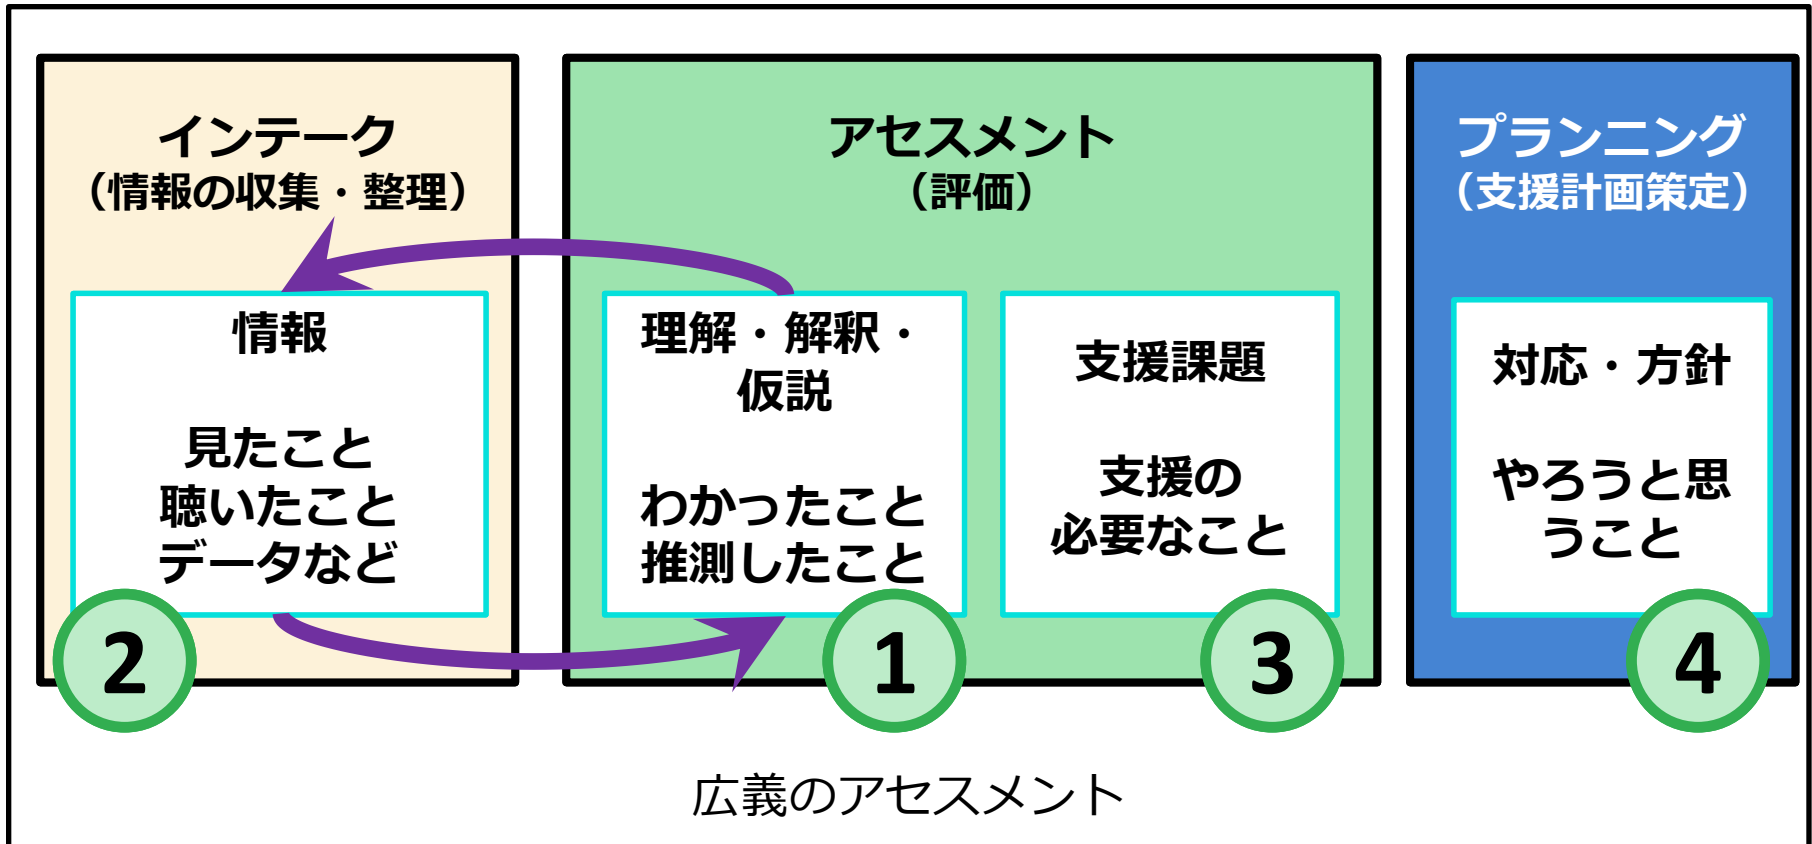 インテーク
（情報の収集・整理）
情報
見たこと
聴いたこと
データなど
2
アセスメント
（評価）
理解・解釈・
仮説
わかったこと
推測したこと
1
支援課題
支援の
必要なこと
3
プランニング
（支援計画策定）
対応・方針
やろうと思
うこと
4
広義のアセスメント